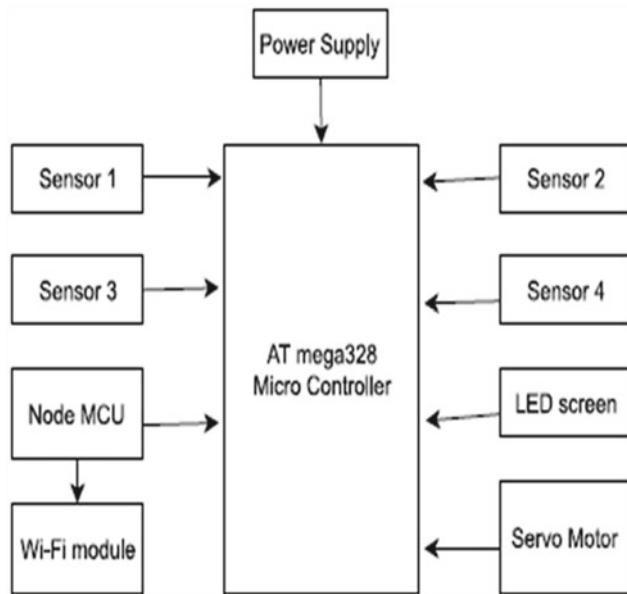 Power Supply
Sensor 1
Sensor 2
Sensor 3
Sensor 4
AT mega328
Micro Controller
Node MCU
LED screen
Wi-Fi module
Servo Motor